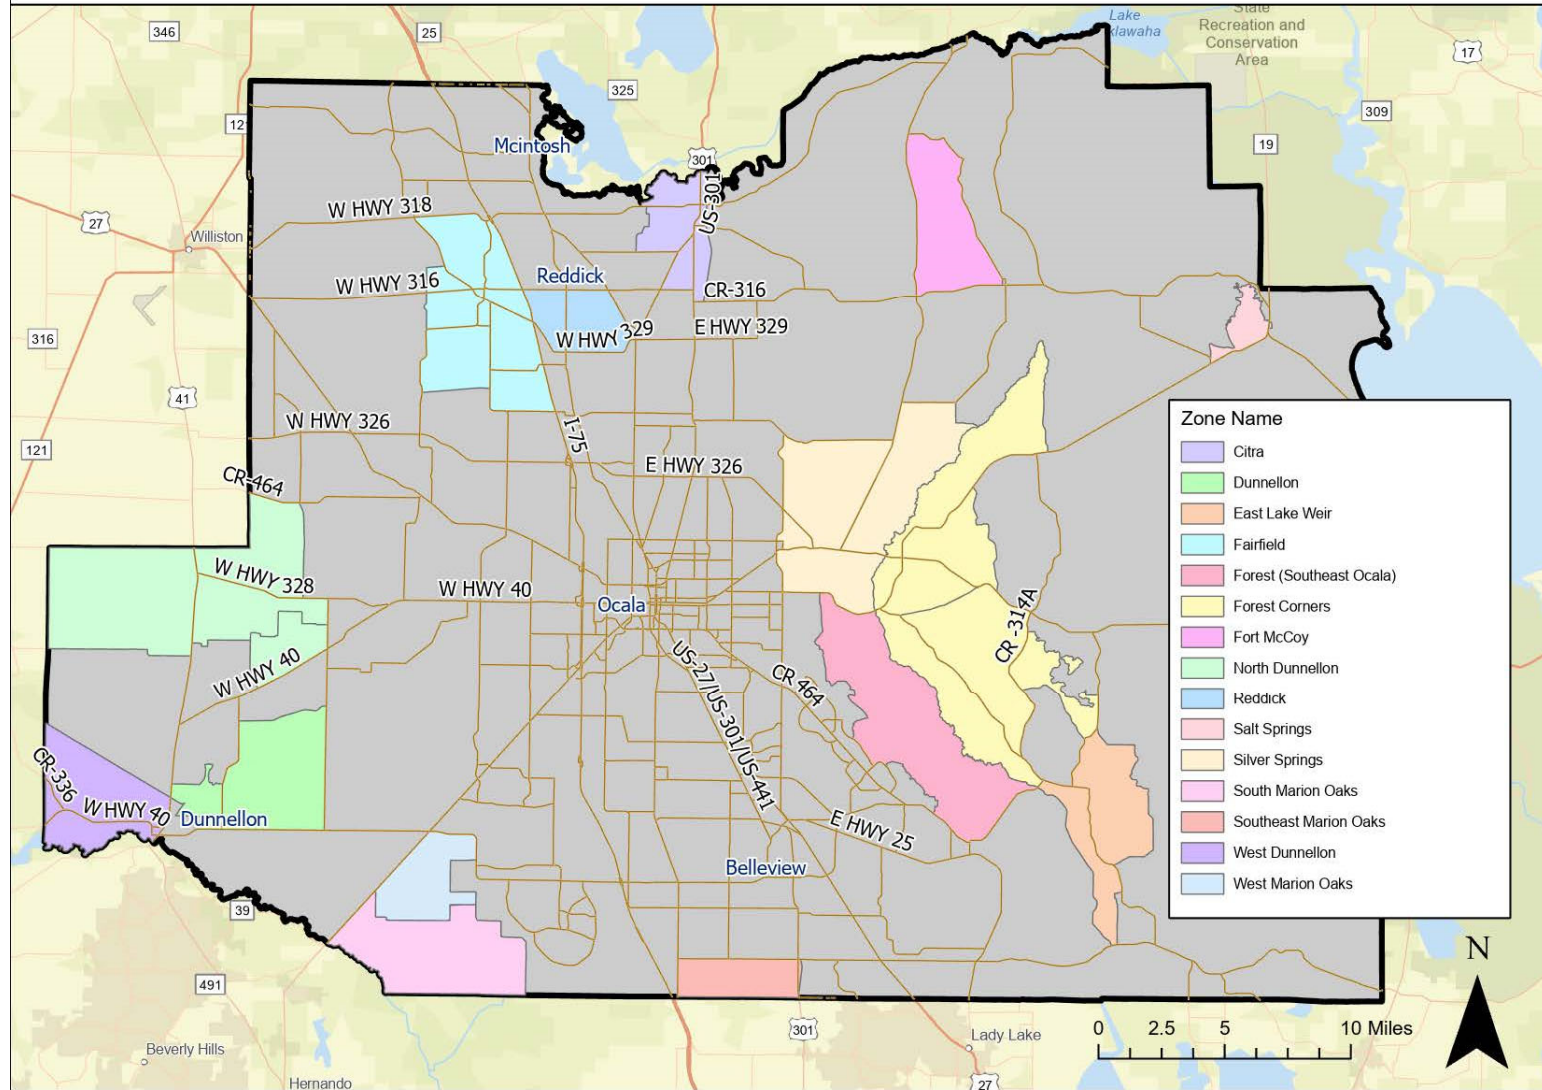 State
Recreation and
Conservation
Area
Lake
346
25
17
325
309
19
Mcintosh
301
US-301
W HWY 318
27
Williston
W HWY 316
Reddick
CR-316
W HWY 329
E HWY 329
316
41
W HWY 326
I-75
121
E HWY 326
CR-464
W HWY 328
W HWY 40
Ocala
CR -314A
W HWY 40
US-27/US-301/US-441
CR 464
CR-336
W HWY 40
Dunnellon
E HWY 25
Belleview
39
491
301
Lady Lake
Beverly Hills
Hernando
27
Zone Name
Citra
Dunnellon
East Lake Weir
Fairfield
Forest (Southeast Ocala)
Forest Corners
Fort McCoy
North Dunnellon
Reddick
Salt Springs
Silver Springs
South Marion Oaks
Southeast Marion Oaks
West Dunnellon
West Marion Oaks
N
0 2.5 5 10 Miles